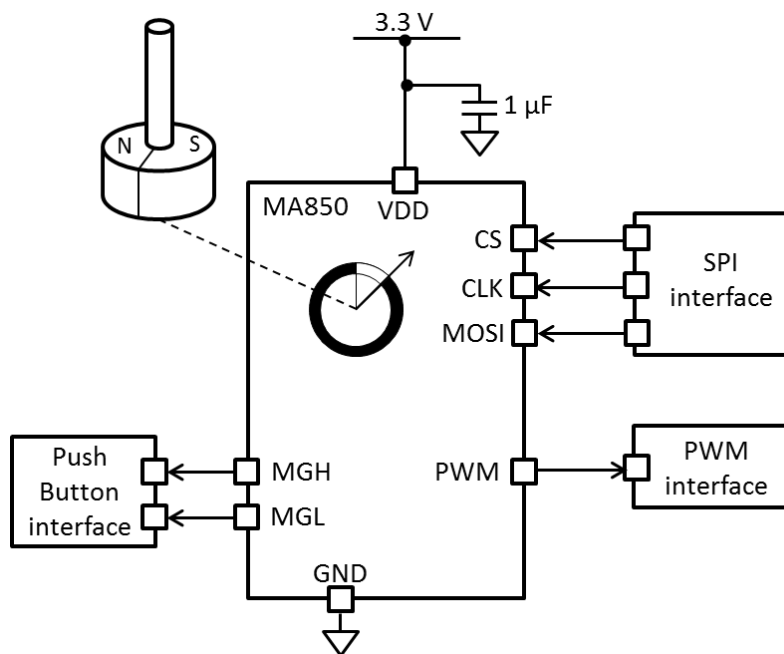 3.3 V
1 µF
N
S
MA850
VDD
CS
CLK
MOSI
SPI
interface
Push
Button
interface
MGH
MGL
PWM
PWM
interface
GND